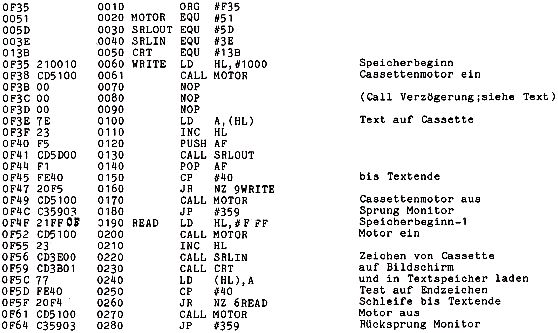 0F35 0010 ORG #F35
0051 0020 MOTOR EQU #51
005D 0030 SRLOUT EQU #5D
003E 0040 SRLIN EQU #3E
013B 0050 CRT EQU #13B
0F35 210010 0060 WRITE LD HL,#1000 Speicherbeginn
0F38 CD5100 0061 CALL MOTOR Cassettenmotor ein
0F3B 00 0070 NOP
0F3C 00 0080 NOP (Call Verzögerung;siehe Text)
0F3D 00 0090 NOP
0F3E 7E 0100 LD A,(HL) Text auf Cassette
0F3F 23 0110 INC HL
0F40 F5 0120 PUSH AF
0F41 CD5D00 0130 CALL SRLOUT
0F44 F1 0140 POP AF
0F45 FE40 0150 CP #40 bis Textende
0F47 20F5 0160 JR NZ 9WRITE
0F49 CD5100 0170 CALL MOTOR Cassettenmotor aus
0F4C C35903 0180 JP #359 Sprung Monitor
0F4F 21FF0F 0190 READ LD HL,#FFF Speicherbeginn-1
0F52 CD5100 0200 CALL MOTOR Motor ein
0F55 23 0210 INC HL
0F56 CD3E00 0220 CALL SRLIN Zeichen von Cassette
0F59 CD3B01 0230 CALL CRT auf Bildschirm
0F5C 77 0240 LD (HL),A und in Textspeicher laden
0F5D FE40 0250 CP #40 Test auf Endzeichen
0F5F 20F4 0260 JR NZ 6READ Schleife bis Textende
0F61 CD5100 0270 CALL MOTOR Motor aus
0F64 C35903 0280 JP #359 Rücksprung Monitor